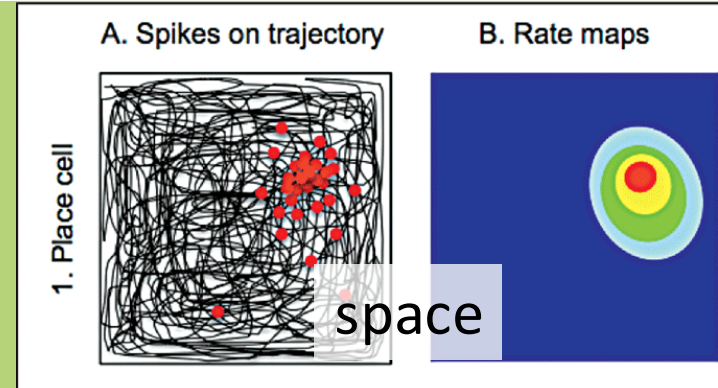 A. Spikes on trajectory
B. Rate maps
1. Place cell
space